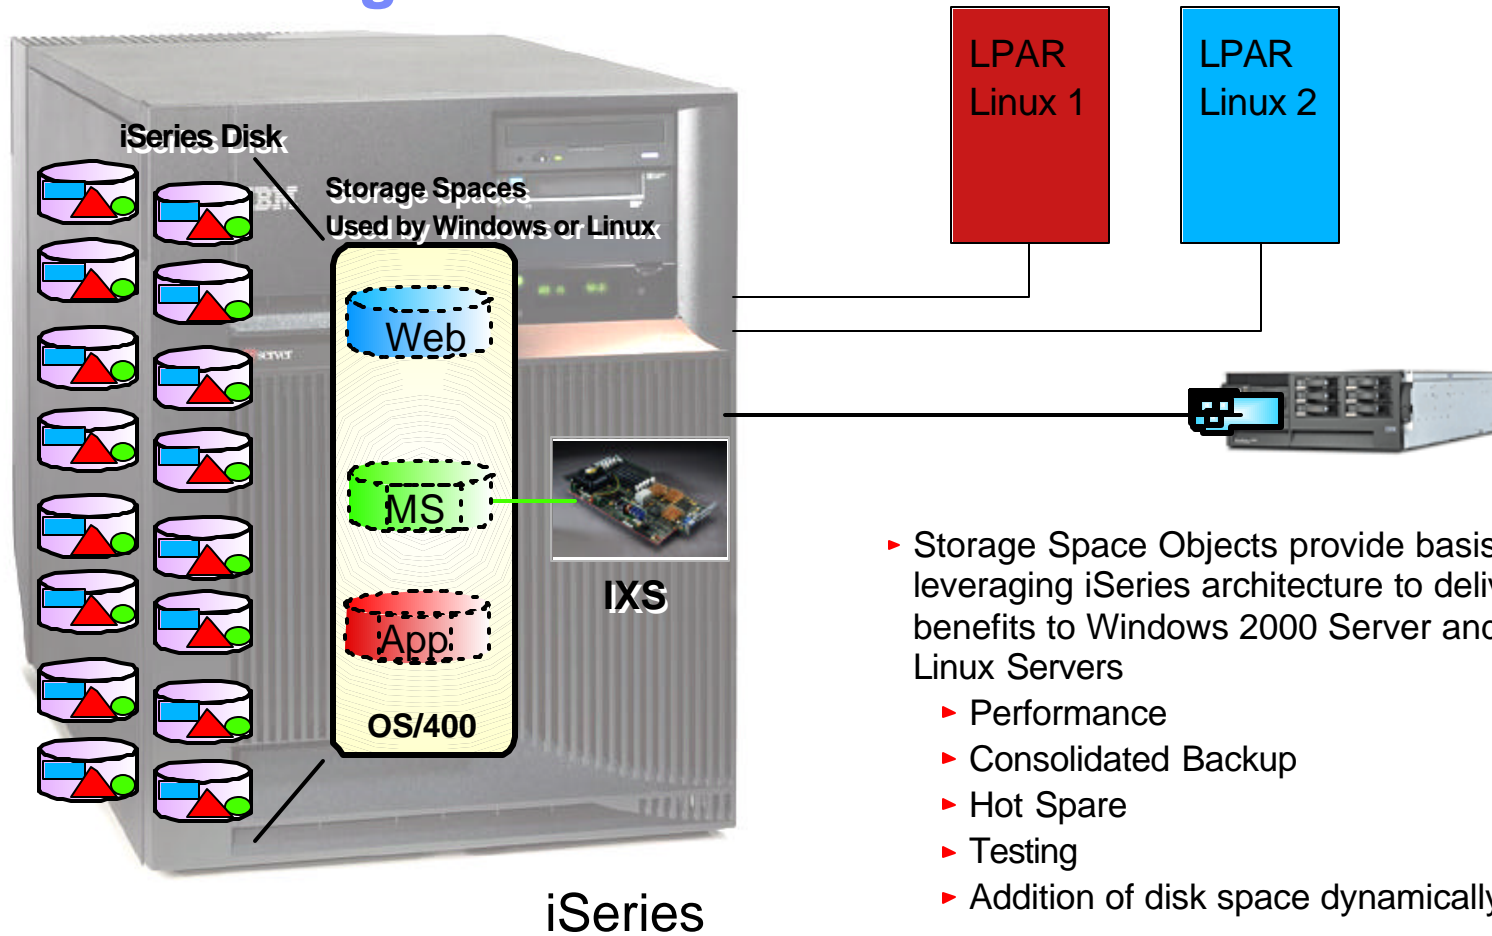 LPAR
Linux 1
LPAR
Linux 2
iSeries Disk
IBM
Storage Spaces
Used by Windows or Linux
server
Web
MS
App
OS/400
IXS
iSeries
Storage Space Objects provide basis
leveraging iSeries architecture to
benefits to Windows 2000 Server
Linux Servers
Performance
Consolidated Backup
Hot Spare
Testing
Addition of disk space dynamically